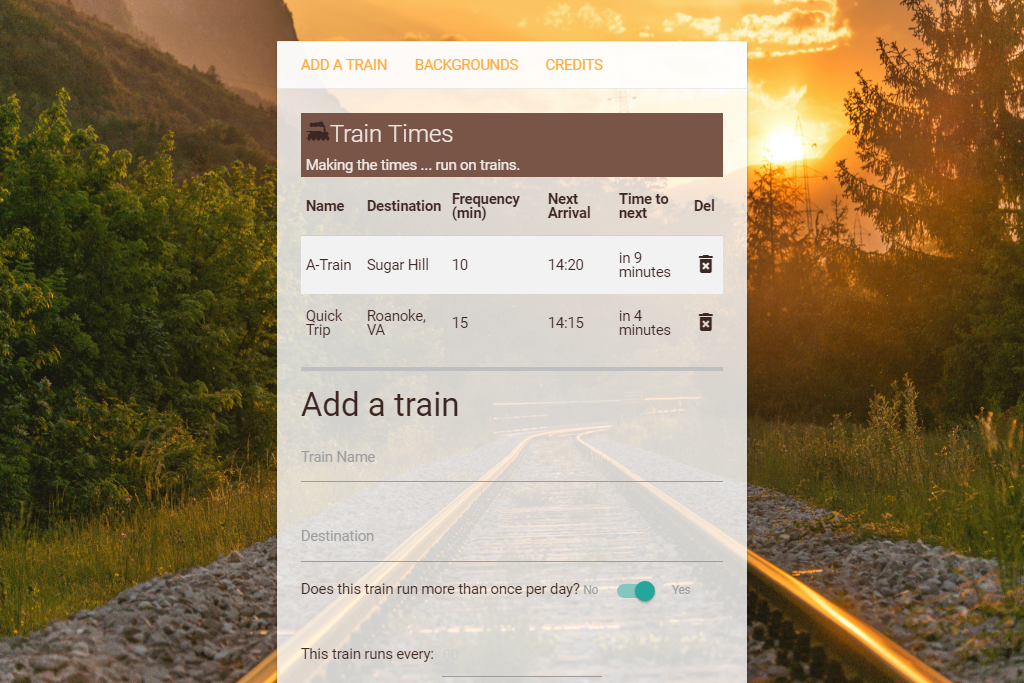 ADD A TRAIN BACKGROUNDS CREDITS
Train Times
Making the times ... run on trains.
Name Destination Frequency (min) Next Arrival Time to next Del
A-Train Sugar Hill 10 14:20 in 9 minutes
Quick Trip Roanoke, VA 15 14:15 in 4 minutes
Add a train
Train Name
Destination
Does this train run more than once per day? No Yes
This train runs every: